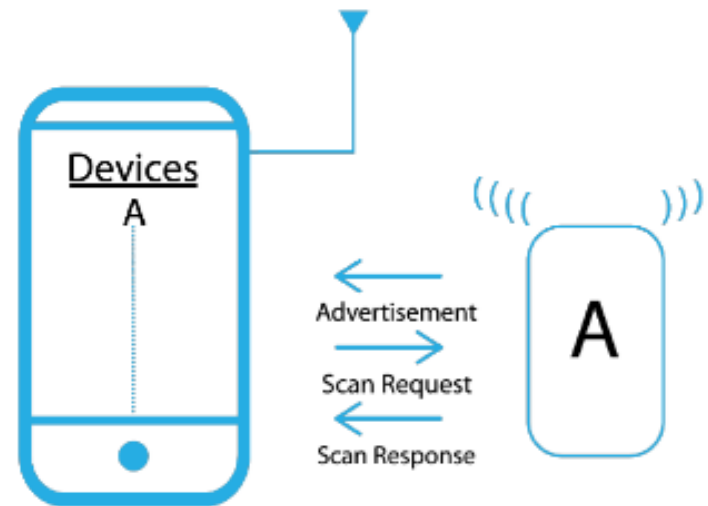 Devices
A
Advertisement
Scan Request
Scan Response
A